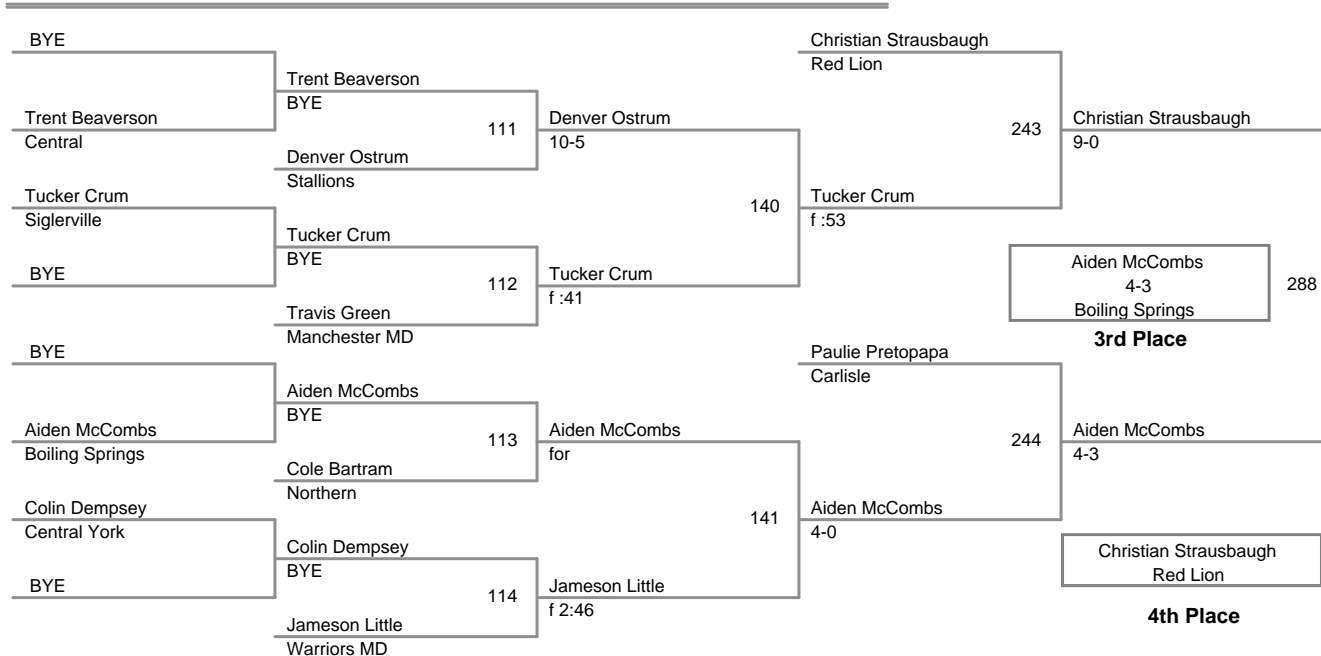 BYE
Trent Beaverson
BYE
Trent Beaverson
Central
111
Denver Ostrum
10-5
Denver Ostrum
Stallions
Tucker Crum
Siglerville
Tucker Crum
BYE
BYE
112
Tucker Crum
f :41
Travis Green
Manchester MD
140
Tucker Crum
f :53
Christian Strausbaugh
Red Lion
243
Christian Strausbaugh
9-0
Aiden McCombs
4-3
Boiling Springs
288
3rd Place
BYE
Aiden McCombs
BYE
Aiden McCombs
Boiling Springs
113
Aiden McCombs
for
Cole Bartram
Northern
Colin Dempsey
Central York
Colin Dempsey
BYE
BYE
114
Jameson Little
f 2:46
Jameson Little
Warriors MD
141
Aiden McCombs
4-0
Paulie Pretopapa
Carlisle
244
Aiden McCombs
4-3
Christian Strausbaugh
Red Lion
4th Place